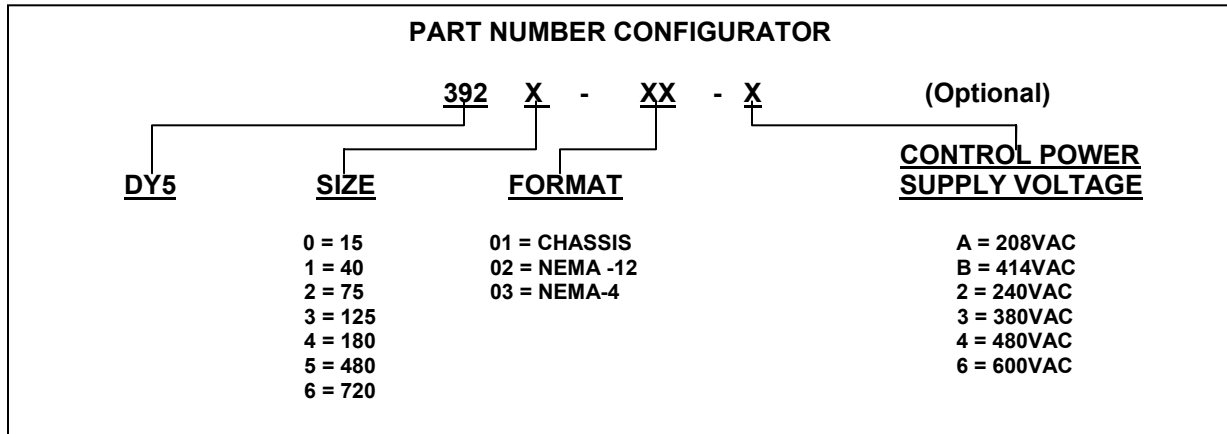 PART NUMBER CONFIGURATOR
392 X - XX - X (Optional)
CONTROL POWER
DY5 SIZE FORMAT SUPPLY VOLTAGE
0 = 15 01 = CHASSIS A = 208VAC
1 = 40 02 = NEMA -12 B = 414VAC
2 = 75 03 = NEMA-4 2 = 240VAC
3 = 125 3 = 380VAC
4 = 180 4 = 480VAC
5 = 480 6 = 600VAC
6 = 720